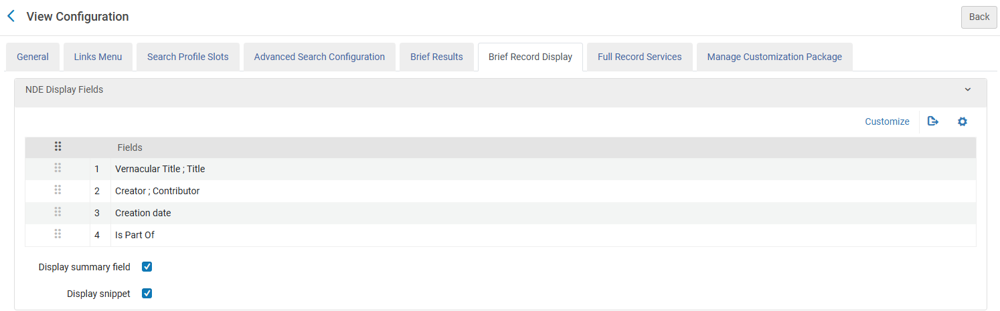 View Configuration
Back
General Links Menu Search Profile Slots Advanced Search Configuration Brief Results Brief Record Display Full Record Services Manage Customization Package
NDE Display Fields
Customize
Fields
1 Vernacular Title ; Title
2 Creator ; Contributor
3 Creation date
4 Is Part Of
Display summary field
Display snippet